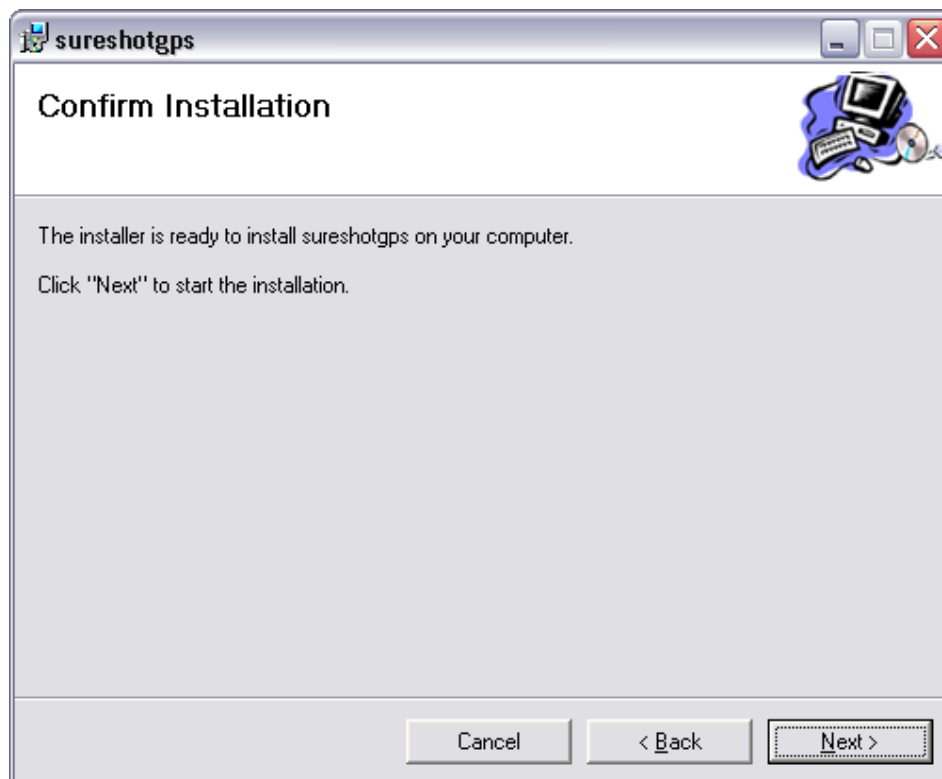 sureshotgps
Confirm Installation
The installer is ready to install sureshotgps on your computer.
Click "Next" to start the installation.
Cancel
< Back
Next >